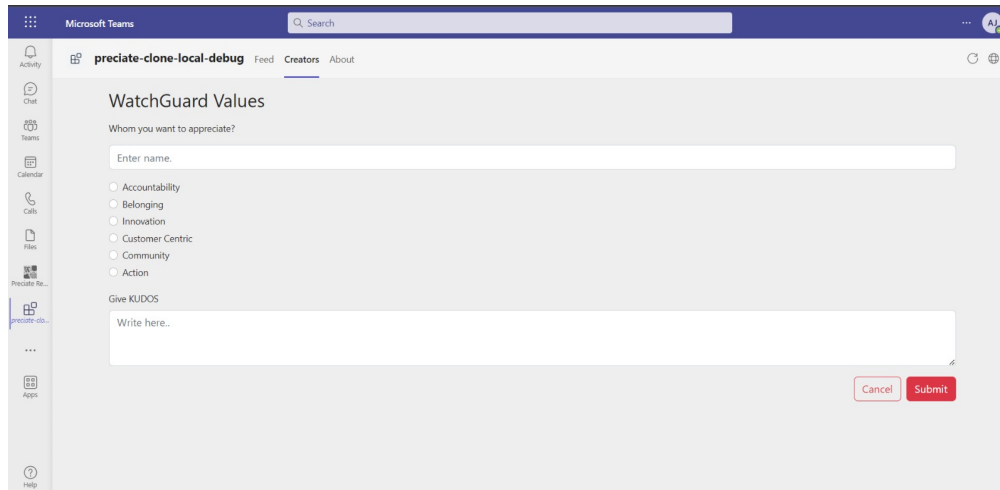 Microsoft Teams
Search
AJ
Activity
Chat
Teams
Calendar
Calls
Files
Preciate Re...
preciate-clo...
Apps
Help
preciate-clone-local-debug Feed Creators About
WatchGuard Values
Whom you want to appreciate?
Enter name.
Accountability
Belonging
Innovation
Customer Centric
Community
Action
Give KUDOS
Write here..
Cancel Submit